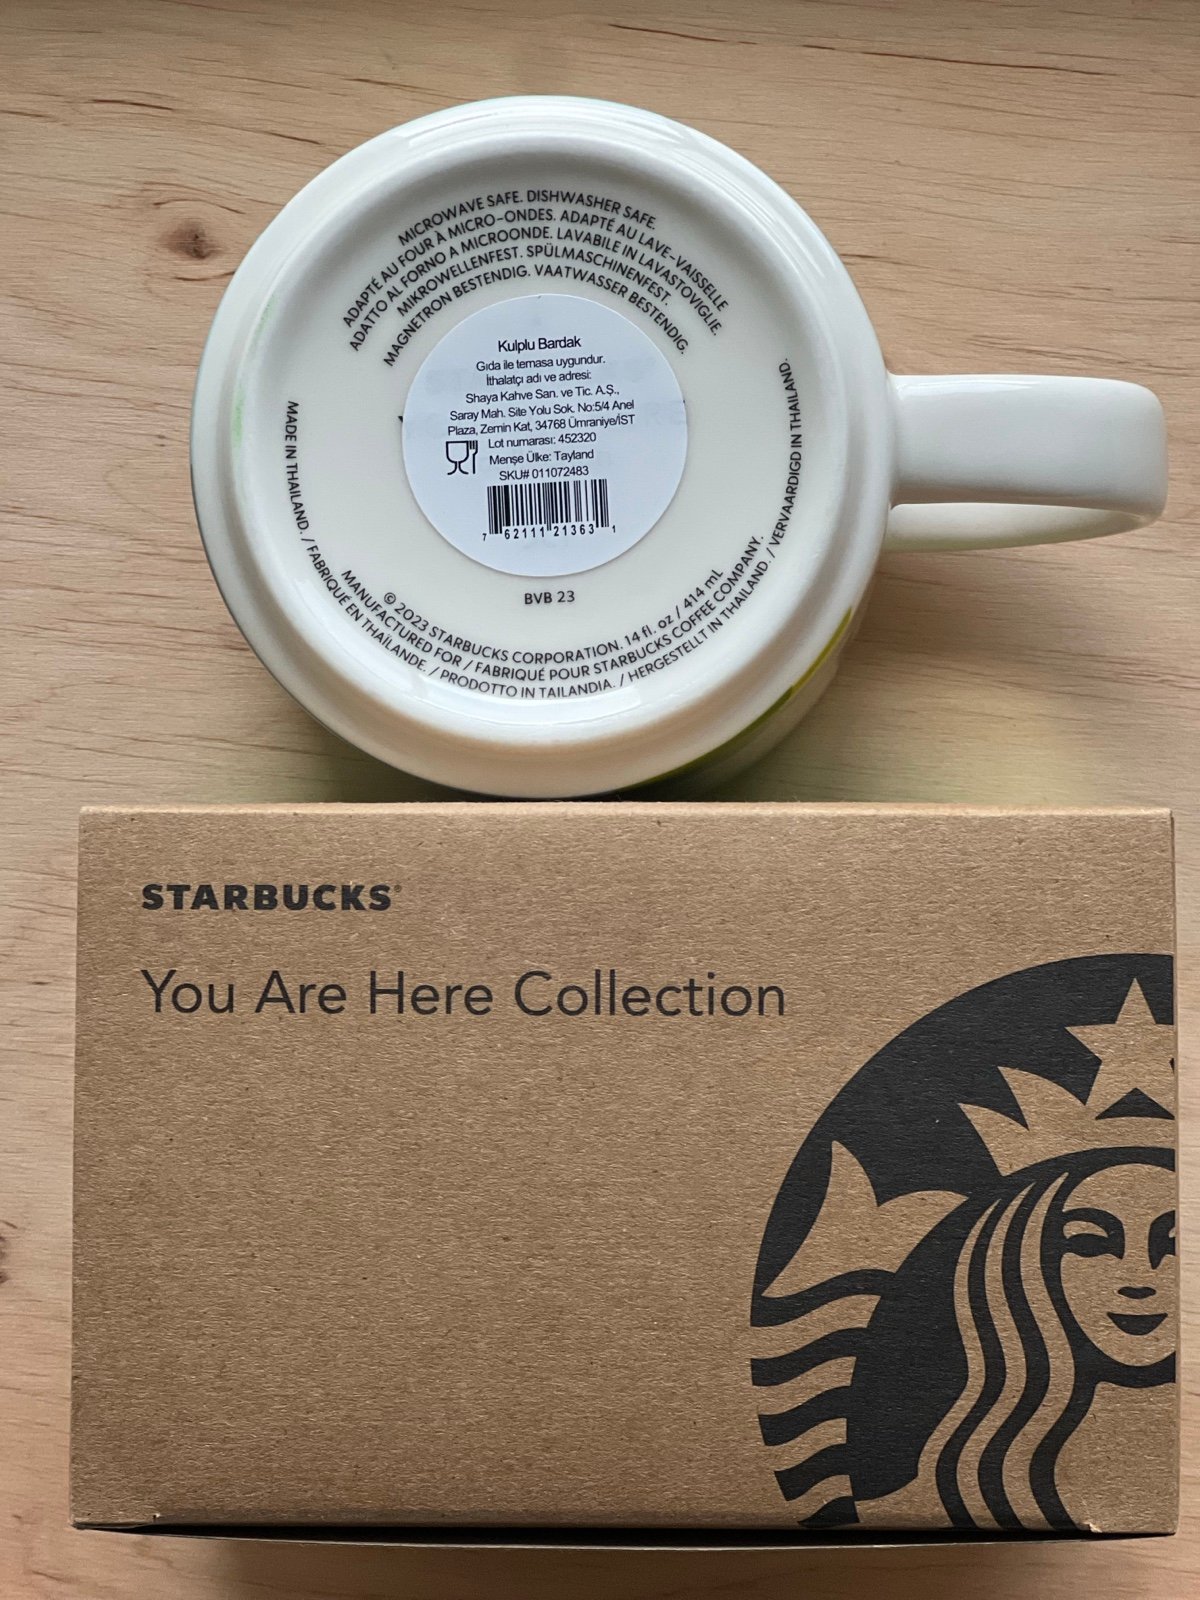 MICROWAVE SAFE. DISHWASHER SAFE.
ADAPTÉ AU FOUR À MICRO-ONDES. ADAPTÉ AU LAVE-VAISSELLE
ADATTO AL FORNO A MICROONDE. LAVABILE IN LAVASTOVIGLIE.
MIKROWELLENFEST. SPÜLMASCHINENFEST.
MAGNETRON BESTENDIG. VAATWASSER BESTENDIG.
Kulplu Bardak
Gıda ile temasa uygundur.
İthalatçı adı ve adresi:
Shaya Kahve San. ve Tic. A.Ş.,
Saray Mah. Site Yolu Sok. No:5/4 Anel
Plaza, Zemin Kat, 34768 Ümraniye/İST
Lot numarası: 452320
Menşe Ülke: Tayland
SKU# 011072483
7 62111 21363 1
BVB 23
© 2023 STARBUCKS CORPORATION. 14 fl. oz / 414 mL
MANUFACTURED FOR / FABRIQUÉ POUR STARBUCKS COFFEE COMPANY.
MADE IN THAILAND. / FABRIQUÉ EN THAÏLANDE. / PRODOTTO IN TAILANDIA. / HERGESTELLT IN THAILAND. / VERVAARDIGD IN THAILAND.
STARBUCKS®
You Are Here Collection